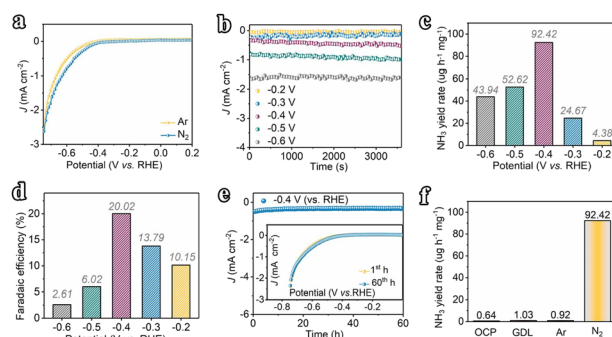 a
J (mA cm⁻²)
0
-1
-2
-3
Ar
N₂
-0.6
-0.4
-0.2
0.0
0.2
Potential (V vs. RHE)
b
J (mA cm⁻²)
0
-1
-2
-3
-4
-0.2 V
-0.3 V
-0.4 V
-0.5 V
-0.6 V
0
1000
2000
3000
Time (s)
c
NH₃ yield rate (ug h⁻¹ mg⁻¹)
100
80
60
40
20
0
43.94
52.62
92.42
24.67
4.38
-0.6
-0.5
-0.4
-0.3
-0.2
Potential (V vs. RHE)
d
Faradaic efficiency (%)
20
15
10
5
0
2.61
6.02
20.02
13.79
10.15
-0.6
-0.5
-0.4
-0.3
-0.2
e
J (mA cm⁻²)
0
-1
-2
-3
-0.4 V (vs. RHE)
J (mA cm⁻²)
0
-1
-2
-3
1ˢᵗ h
60ᵗʰ h
-0.8
-0.4
0.0
Potential (V vs.RHE)
0
20
40
60
Time (h)
f
NH₃ yield rate (ug h⁻¹ mg⁻¹)
100
80
60
40
20
0
0.64
1.03
0.92
92.42
OCP
GDL
Ar
N₂